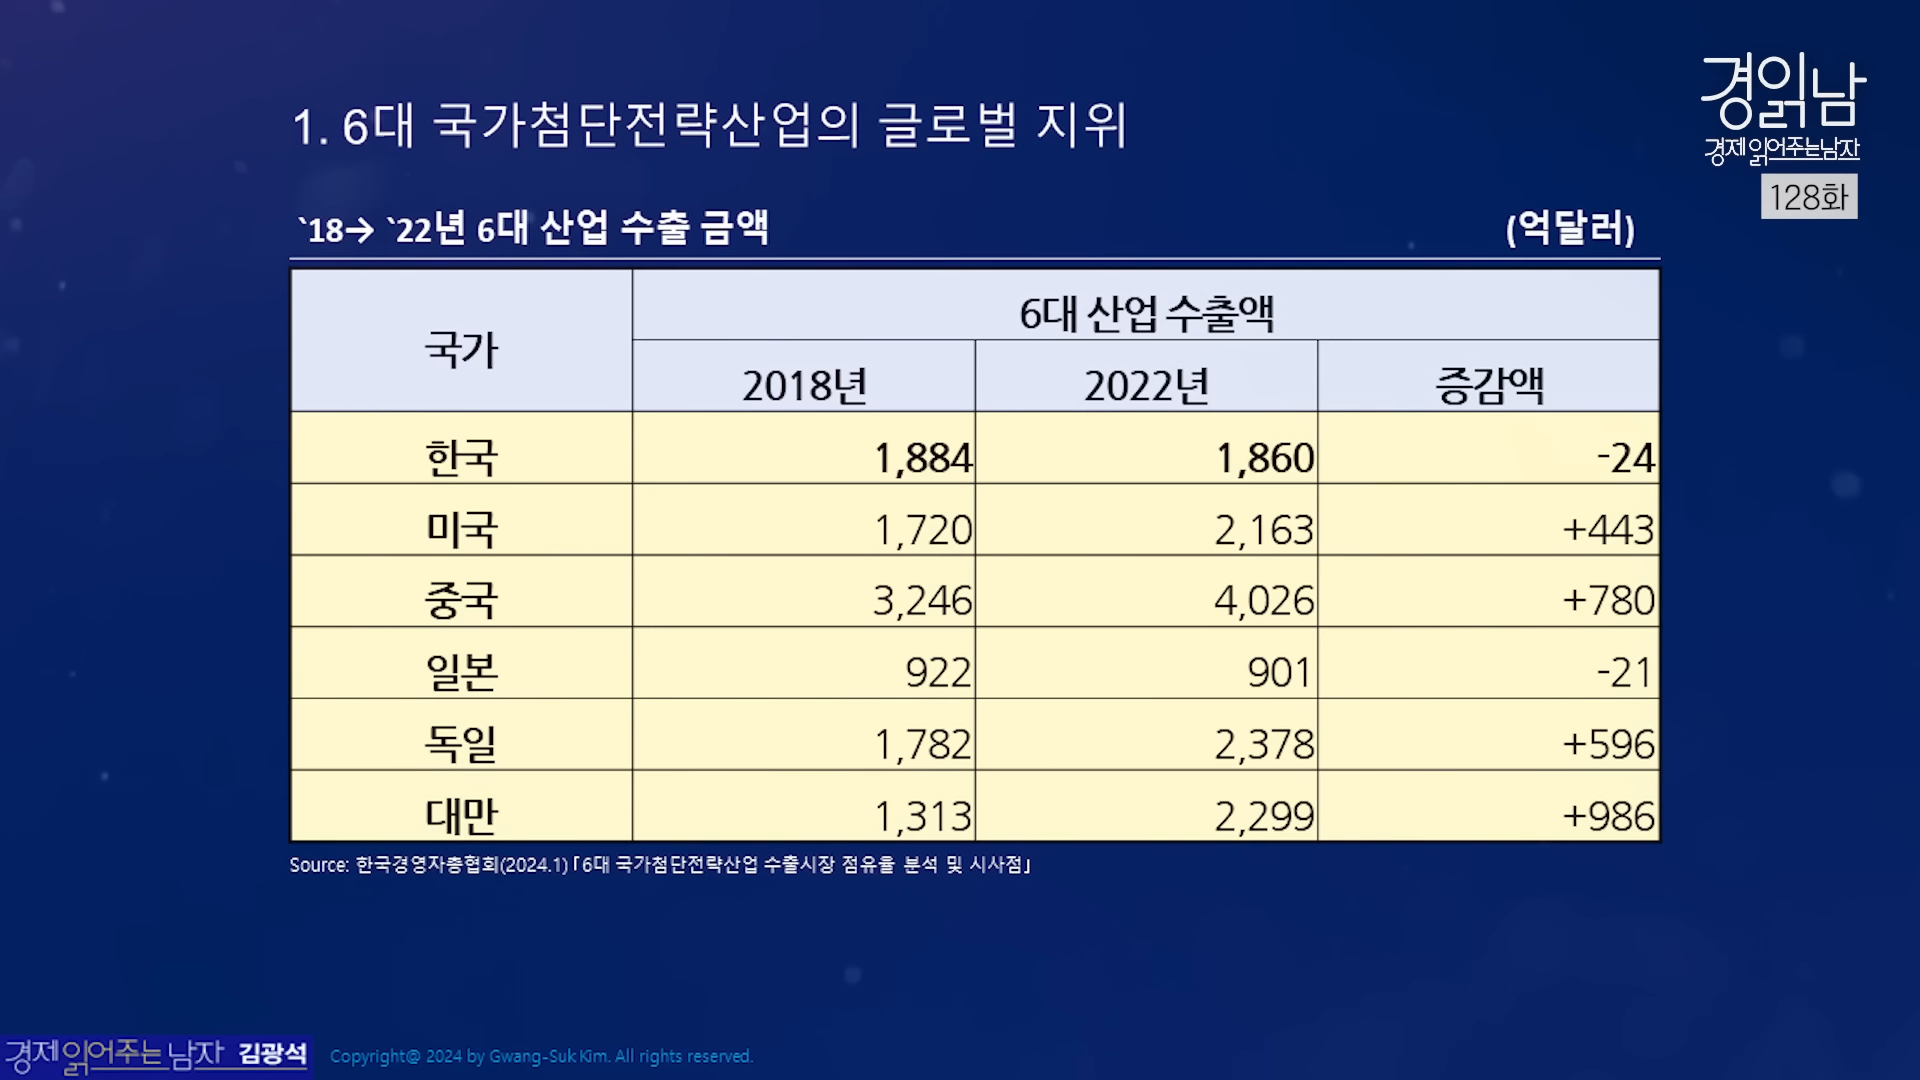 경읽남
경제 읽어주는남자
128화
1. 6대 국가첨단전략산업의 글로벌 지위
`18→ `22년 6대 산업 수출 금액 (억달러)
국가 6대 산업 수출액
2018년 2022년 증감액
한국 1,884 1,860 -24
미국 1,720 2,163 +443
중국 3,246 4,026 +780
일본 922 901 -21
독일 1,782 2,378 +596
대만 1,313 2,299 +986
Source: 한국경영자총협회(2024.1)「6대 국가첨단전략산업 수출시장 점유율 분석 및 시사점」
경제 읽어주는 남자 김광석 Copyright@ 2024 by Gwang-Suk Kim. All rights reserved.